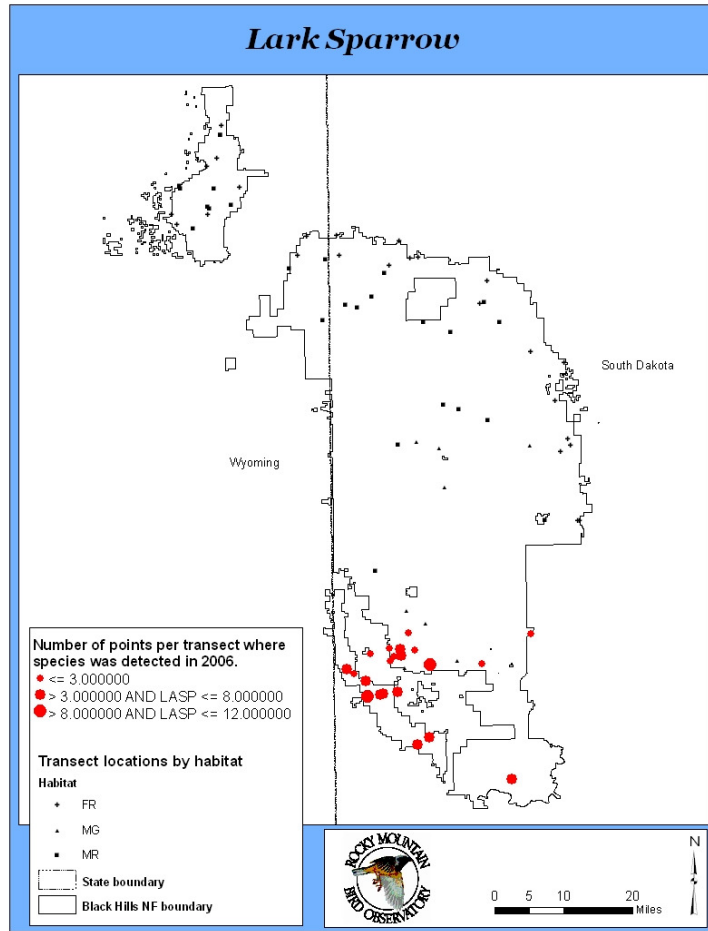 Lark Sparrow
South Dakota
Wyoming
Number of points per transect where
species was detected in 2006.
<= 3.000000
> 3.000000 AND LASP <= 8.000000
> 8.000000 AND LASP <= 12.000000
Transect locations by habitat
Habitat
FR
MG
MR
State boundary
Black Hills NF boundary
ROCKY MOUNTAIN
BIRD OBSERVATORY
N
0 5 10 20
Miles